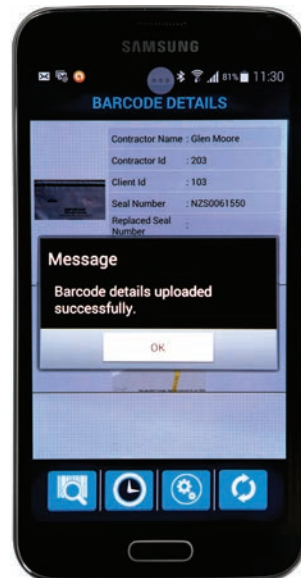 SAMSUNG
81% 11:30
BARCODE DETAILS
Contractor Name : Glen Moore
Contractor Id : 203
Client Id : 103
Seal Number : NZS0061550
Replaced Seal
Number :
Message
Barcode details uploaded
successfully.
OK